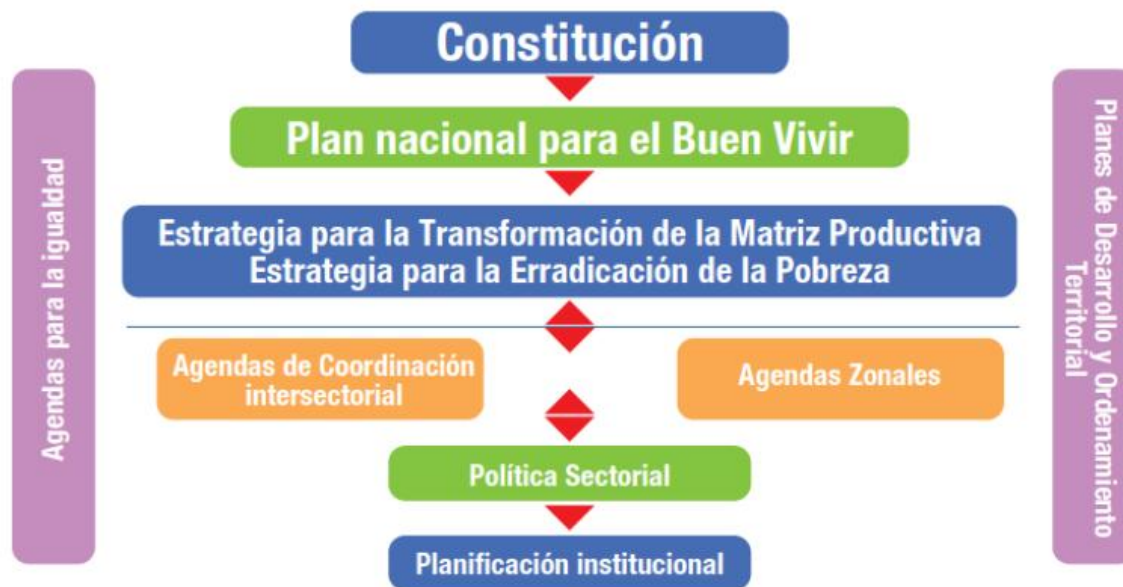 Constitución
Plan nacional para el Buen Vivir
Estrategia para la Transformación de la Matriz Productiva
Estrategia para la Erradicación de la Pobreza
Agendas de Coordinación
intersectorial
Agendas Zonales
Política Sectorial
Planificación institucional
Agendas para la igualdad
Planes de Desarrollo y Ordenamiento
Territorial